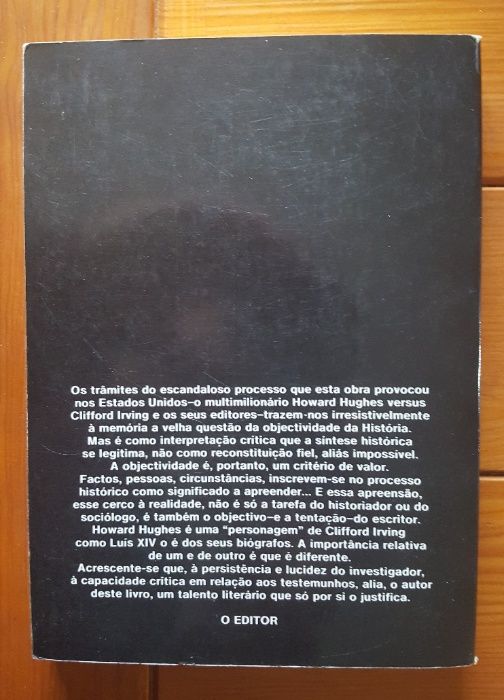 Os trâmites do escandaloso processo que esta obra provocou
nos Estados Unidos–o multimilionário Howard Hughes versus
Clifford Irving e os seus editores–trazem-nos irresistivelmente
à memória a velha questão da objectividade da História.
Mas é como interpretação crítica que a síntese histórica
se legitima, não como reconstituição fiel, aliás impossível.
A objectividade é, portanto, um critério de valor.
Factos, pessoas, circunstâncias, inscrevem-se no processo
histórico como significado a apreender... E essa apreensão,
esse cerco à realidade, não é só a tarefa do historiador ou do
sociólogo, é também o objectivo–e a tentação–do escritor.
Howard Hughes é uma "personagem" de Clifford Irving
como Luís XIV o é dos seus biógrafos. A importância relativa
de um e de outro é que é diferente.
Acrescente-se que, à persistência e lucidez do investigador,
à capacidade crítica em relação aos testemunhos, alia, o autor
deste livro, um talento literário que só por si o justifica.
O EDITOR